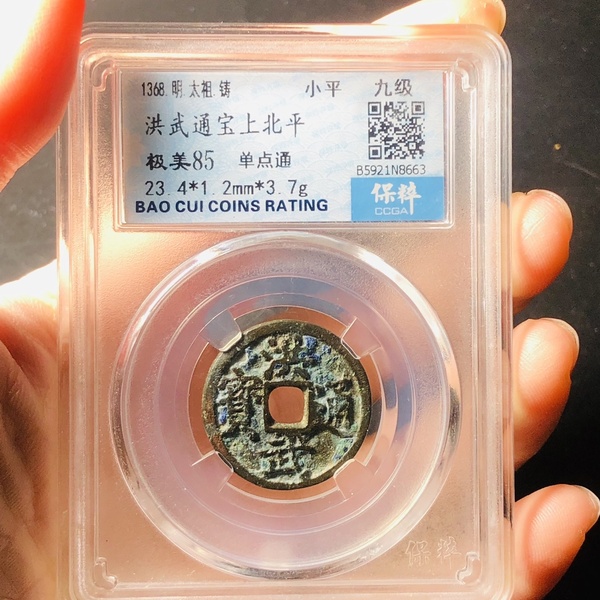 1368 明 太祖 铸 小平 九级
洪武通宝上北平
极美85 单点通
B5921N8663
23.4*1.2mm*3.7g
保粹
CCGA
BAO CUI COINS RATING
洪
寶 通
武
保粹